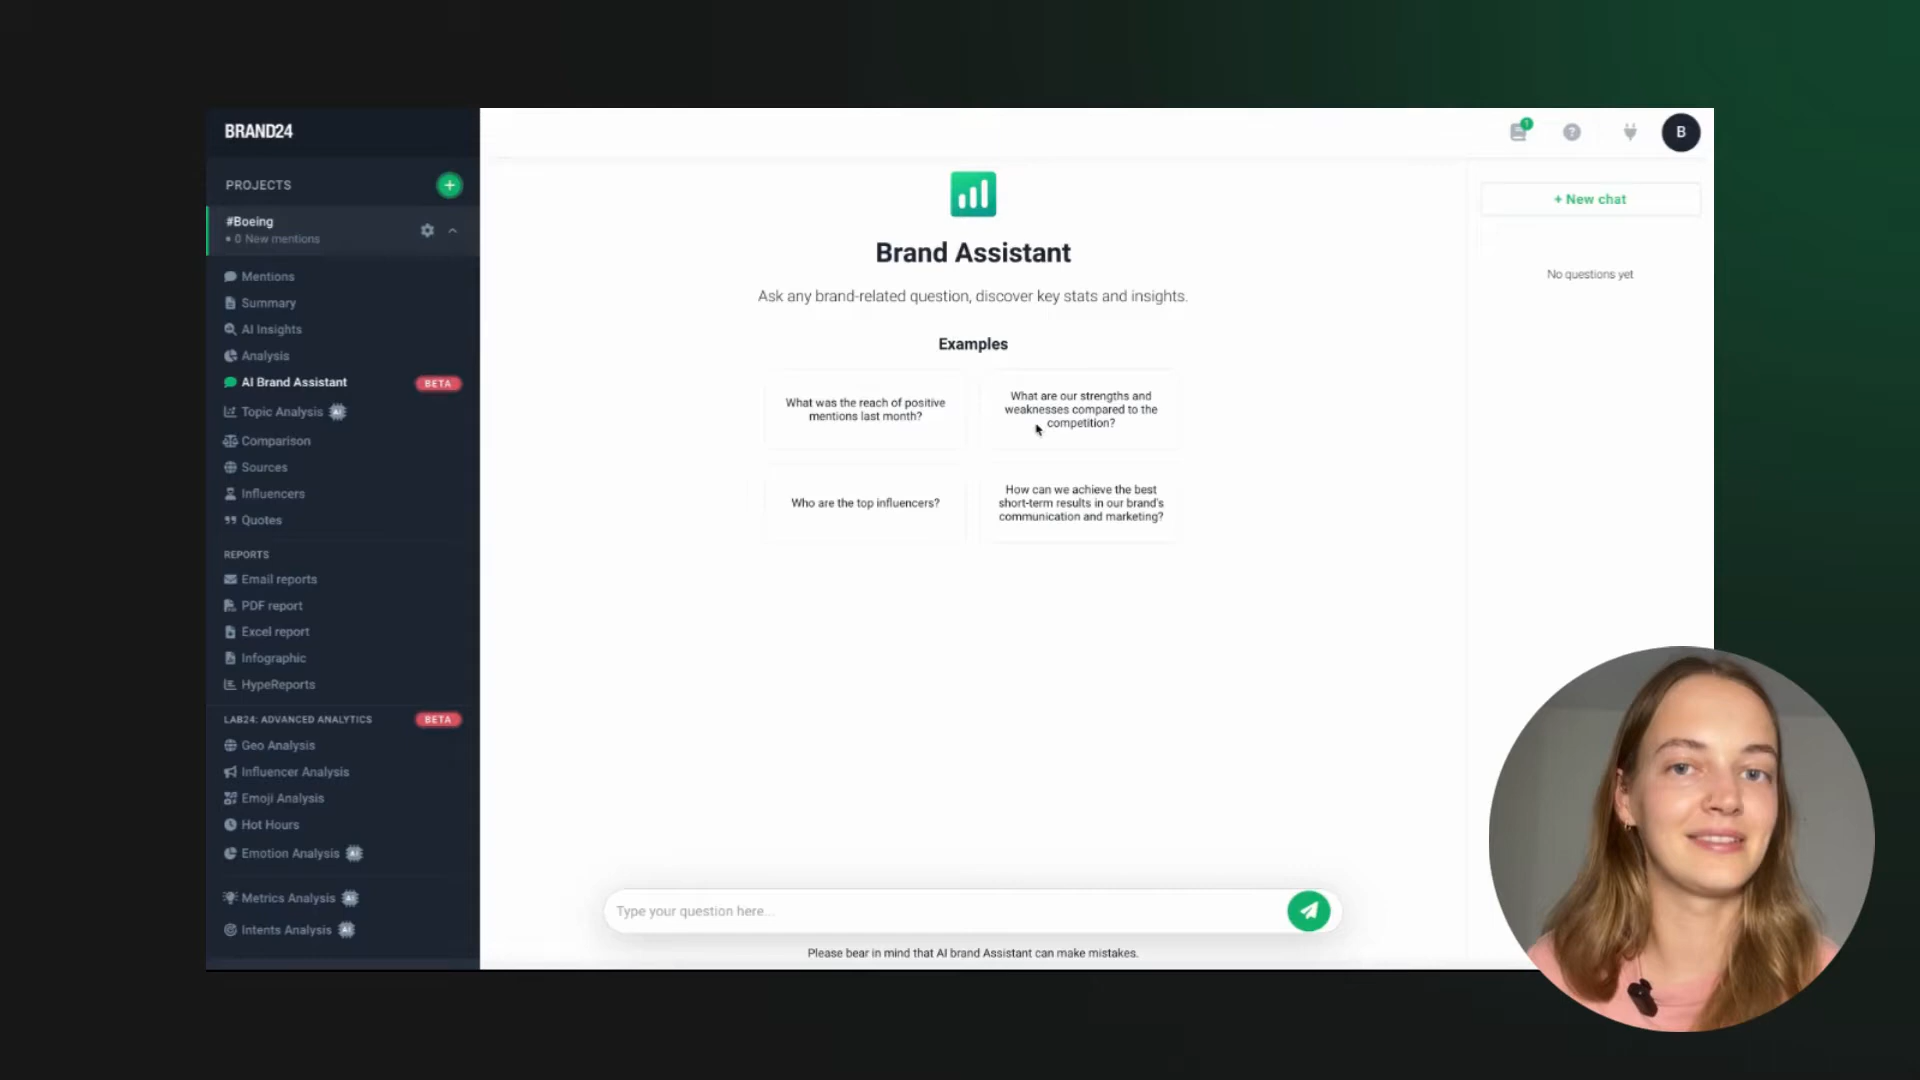 BRAND24
PROJECTS
#Boeing
0 New mentions
Mentions
Summary
AI Insights
Analysis
AI Brand Assistant BETA
Topic Analysis AI
Comparison
Sources
Influencers
Quotes
REPORTS
Email reports
PDF report
Excel report
Infographic
HypeReports
LAB24: ADVANCED ANALYTICS BETA
Geo Analysis
Influencer Analysis
Emoji Analysis
Hot Hours
Emotion Analysis AI
Metrics Analysis AI
Intents Analysis AI
1
?
B
Brand Assistant
Ask any brand-related question, discover key stats and insights.
Examples
What was the reach of positive
mentions last month?
What are our strengths and
weaknesses compared to the
competition?
Who are the top influencers?
How can we achieve the best
short-term results in our brand's
communication and marketing?
Type your question here...
Please bear in mind that AI brand Assistant can make mistakes.
+ New chat
No questions yet